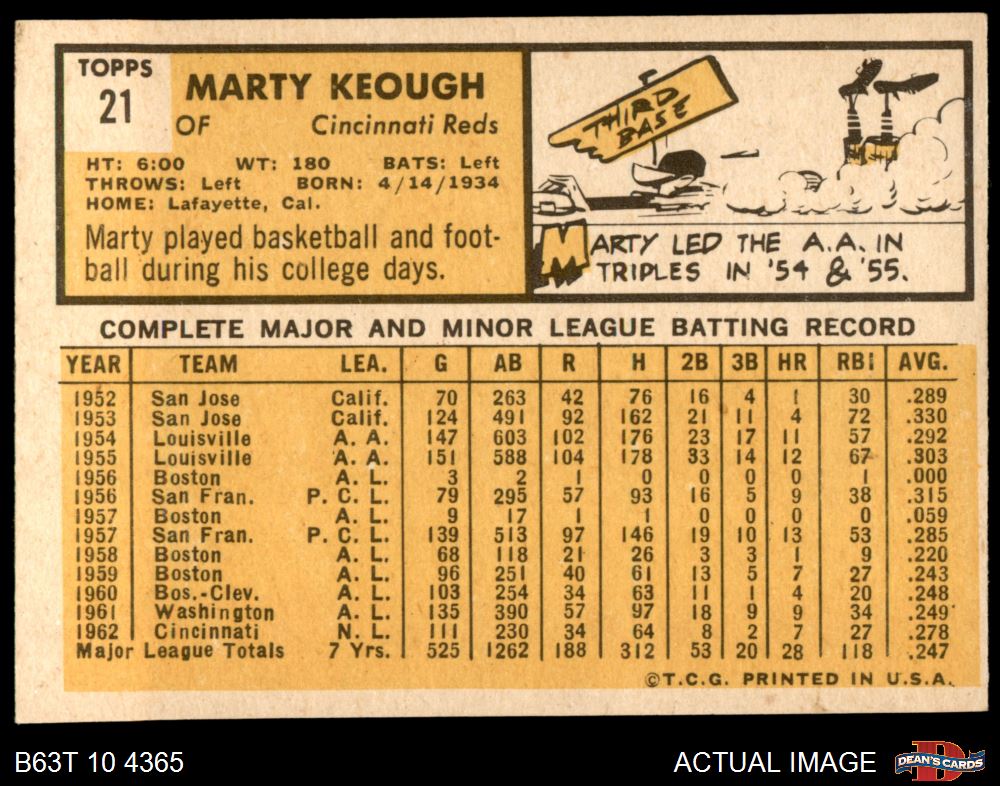 TOPPS
21
MARTY KEOUGH
OF Cincinnati Reds
HT: 6:00 WT: 180 BATS: Left
THROWS: Left BORN: 4/14/1934
HOME: Lafayette, Cal.
Marty played basketball and foot-
ball during his college days.
THIRD
BASE
MARTY LED THE A.A. IN
TRIPLES IN '54 & '55.
COMPLETE MAJOR AND MINOR LEAGUE BATTING RECORD
YEAR TEAM LEA. G AB R H 2B 3B HR RBI AVG.
1952 San Jose Calif. 70 263 42 76 16 4 1 30 .289
1953 San Jose Calif. 124 491 92 162 21 11 4 72 .330
1954 Louisville A. A. 147 603 102 176 23 17 11 57 .292
1955 Louisville A. A. 151 588 104 178 33 14 12 67 .303
1956 Boston A. L. 3 2 1 0 0 0 0 1 .000
1956 San Fran. P. C. L. 79 295 57 93 16 5 9 38 .315
1957 Boston A. L. 9 17 1 1 0 0 0 0 .059
1957 San Fran. P. C. L. 139 513 97 146 19 10 13 53 .285
1958 Boston A. L. 68 118 21 26 3 3 1 9 .220
1959 Boston A. L. 96 251 40 61 13 5 7 27 .243
1960 Bos.-Clev. A. L. 103 254 34 63 11 1 4 20 .248
1961 Washington A. L. 135 390 57 97 18 9 9 34 .249
1962 Cincinnati N. L. 111 230 34 64 8 2 7 27 .278
Major League Totals 7 Yrs. 525 1262 188 312 53 20 28 118 .247
©T.C.G. PRINTED IN U.S.A.
B63T 10 4365 ACTUAL IMAGE DEAN'S CARDS